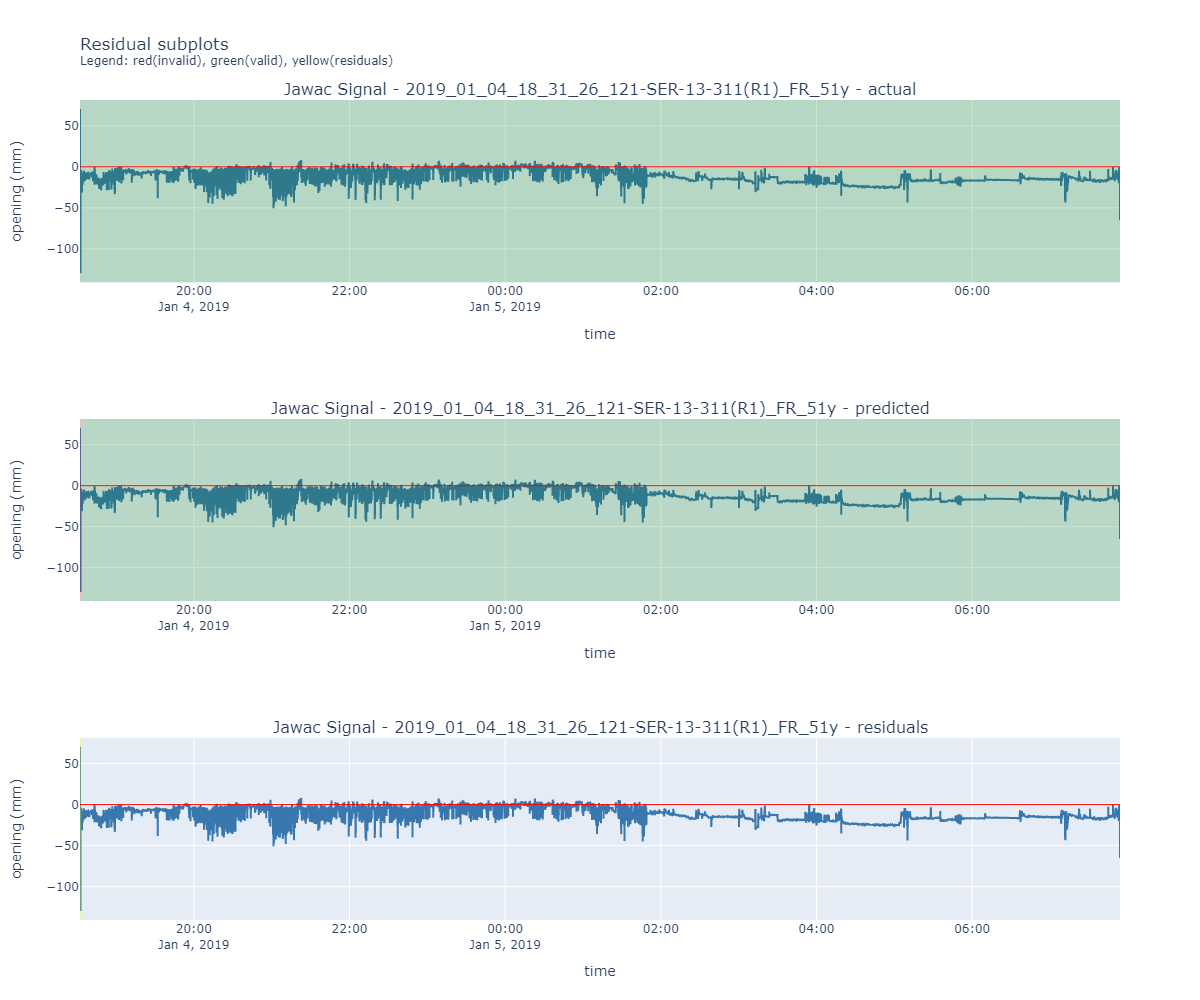 Residual subplots
Legend: red(invalid), green(valid), yellow(residuals)
Jawac Signal - 2019_01_04_18_31_26_121-SER-13-311(R1)_FR_51y - actual
opening (mm)
50
0
−50
−100
20:00
Jan 4, 2019
22:00
00:00
Jan 5, 2019
02:00
04:00
06:00
time
Jawac Signal - 2019_01_04_18_31_26_121-SER-13-311(R1)_FR_51y - predicted
opening (mm)
50
0
−50
−100
20:00
Jan 4, 2019
22:00
00:00
Jan 5, 2019
02:00
04:00
06:00
time
Jawac Signal - 2019_01_04_18_31_26_121-SER-13-311(R1)_FR_51y - residuals
opening (mm)
50
0
−50
−100
20:00
Jan 4, 2019
22:00
00:00
Jan 5, 2019
02:00
04:00
06:00
time